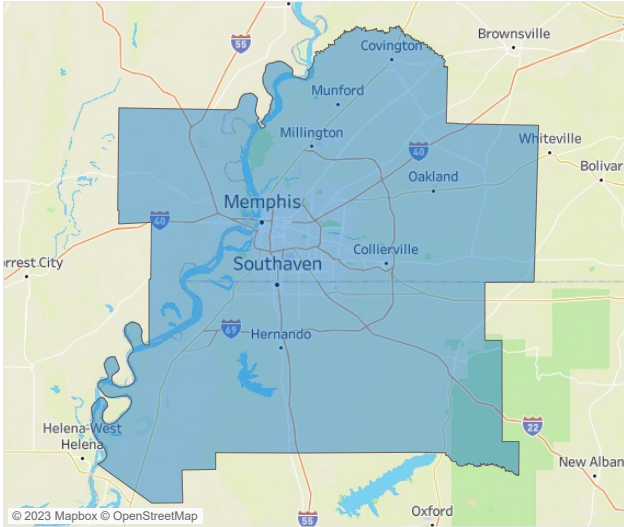 Covington
Brownsville
55
Munford
Millington
40
Whiteville
Oakland
Bolivar
Memphis
40
Collierville
rrest City
Southaven
69
Hernando
Helena-West
Helena
22
New Alban
Oxford
55
© 2023 Mapbox © OpenStreetMap